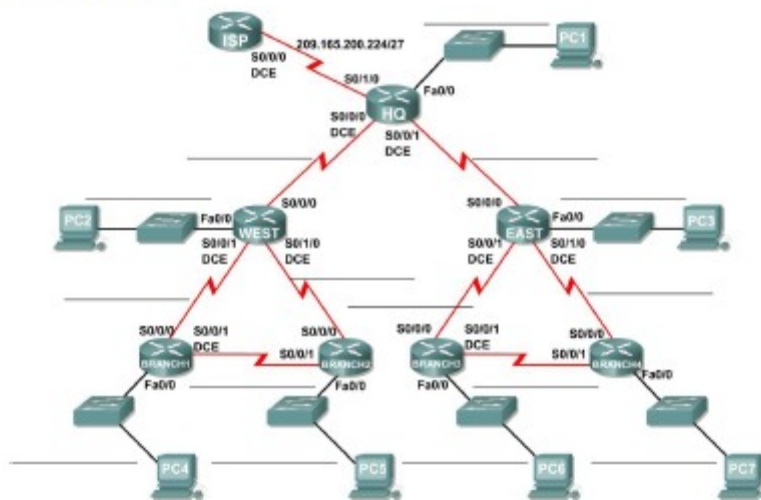 209.165.200.224/27
ISP
PC1
S0/0/0
DCE
S0/1/0
Fa0/0
HQ
S0/0/0
DCE
S0/0/1
DCE
S0/0/0
S0/0/0
PC2
Fa0/0
WEST
EAST
Fa0/0
PC3
S0/0/1
DCE
S0/1/0
DCE
S0/0/1
DCE
S0/1/0
DCE
S0/0/0
S0/0/1
DCE
S0/0/0
S0/0/1
S0/0/0
S0/0/1
DCE
S0/0/0
S0/0/1
BRANCH1
BRANCH2
BRANCH3
BRANCH4
Fa0/0
Fa0/0
Fa0/0
Fa0/0
PC4
PC5
PC6
PC7